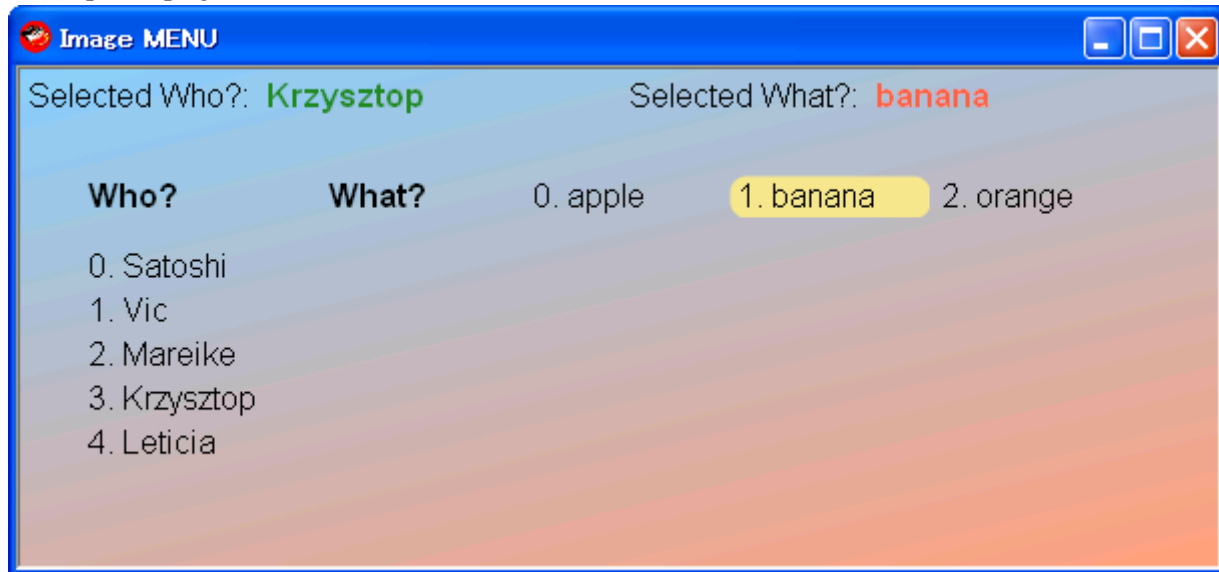 Image MENU
Selected Who?: Krzysztop Selected What?: banana
Who? What? 0. apple 1. banana 2. orange
0. Satoshi
1. Vic
2. Mareike
3. Krzysztop
4. Leticia